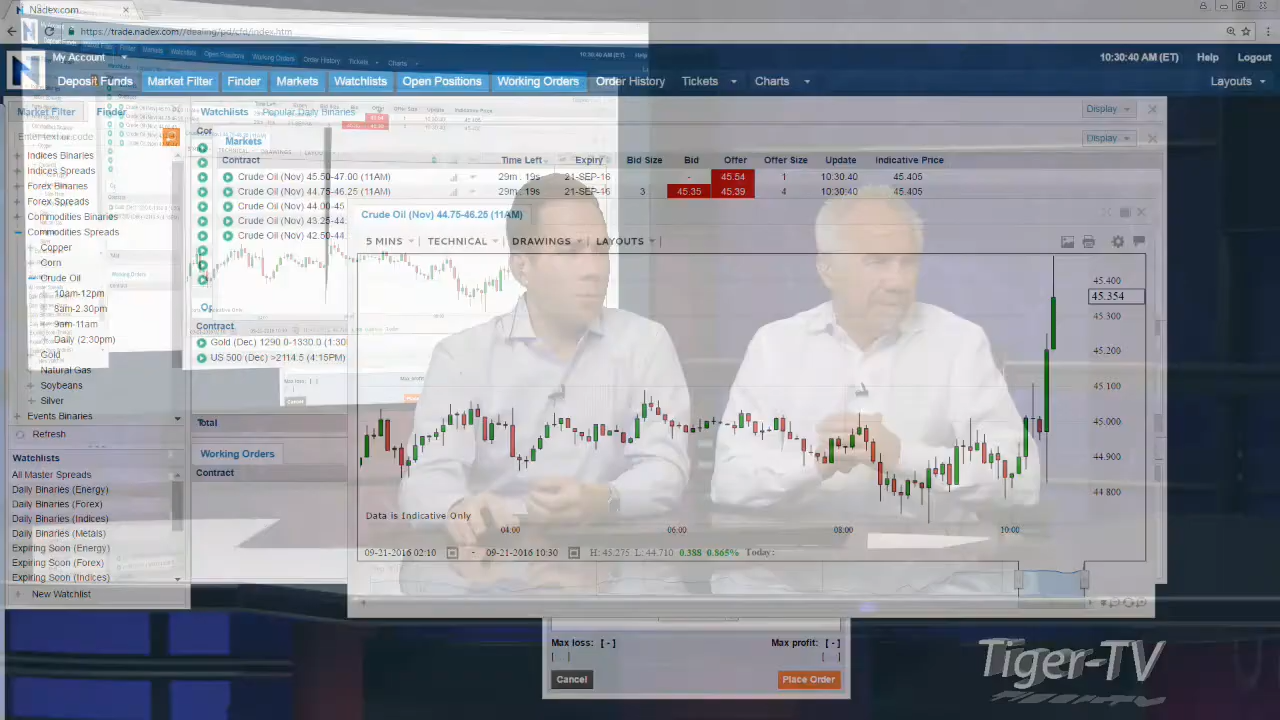 Nadex.com
https://trade.nadex.com//dealing/pd/cfd/index.htm
My Account
10:30:40 AM (ET) Help Logout
Deposit Funds Market Filter Finder Markets Watchlists Open Positions Working Orders Order History Tickets Charts Layouts
Market Filter Finder
Watchlists Popular Daily Binaries Display
Enter text or code
Markets Display
Contract Time Left Expiry Bid Size Bid Offer Offer Size Update Indicative Price
Crude Oil (Nov) 45.50-47.00 (11AM) 29m : 19s 21-SEP-16 - 45.54 1 10:30:40 45.405
Crude Oil (Nov) 44.75-46.25 (11AM) 29m : 19s 21-SEP-16 3 45.35 45.39 4 10:30:40 45.405
Crude Oil (Nov) 44.00-45
Crude Oil (Nov) 43.25-44
Crude Oil (Nov) 42.50-44
Indices Binaries
Indices Spreads
Forex Binaries
Forex Spreads
Commodities Binaries
Commodities Spreads
Copper
Corn
Crude Oil
10am-12pm
8am-2.30pm
9am-11am
Daily (2:30pm)
Gold
Natural Gas
Soybeans
Silver
Events Binaries
Refresh
Watchlists
All Master Spreads
Daily Binaries (Energy)
Daily Binaries (Forex)
Daily Binaries (Indices)
Daily Binaries (Metals)
Expiring Soon (Energy)
Expiring Soon (Forex)
Expiring Soon (Indices)
New Watchlist
Contract
Gold (Dec) 1290.0-1330.0 (1:30
US 500 (Dec) >2114.5 (4:15PM)
Total
Working Orders
Contract
Crude Oil (Nov) 44.75-46.25 (11AM)
5 MINS TECHNICAL DRAWINGS LAYOUTS
45.400
45.354
45.300
45.200
45.100
45.000
44.900
44.800
Data is Indicative Only
04:00 06:00 08:00 10:00
09-21-2016 02:10 - 09-21-2016 10:30 H: 45.275 L: 44.710 0.388 0.865% Today:
Max loss: [ - ] Max profit: [ - ]
Cancel Place Order
Tiger-TV